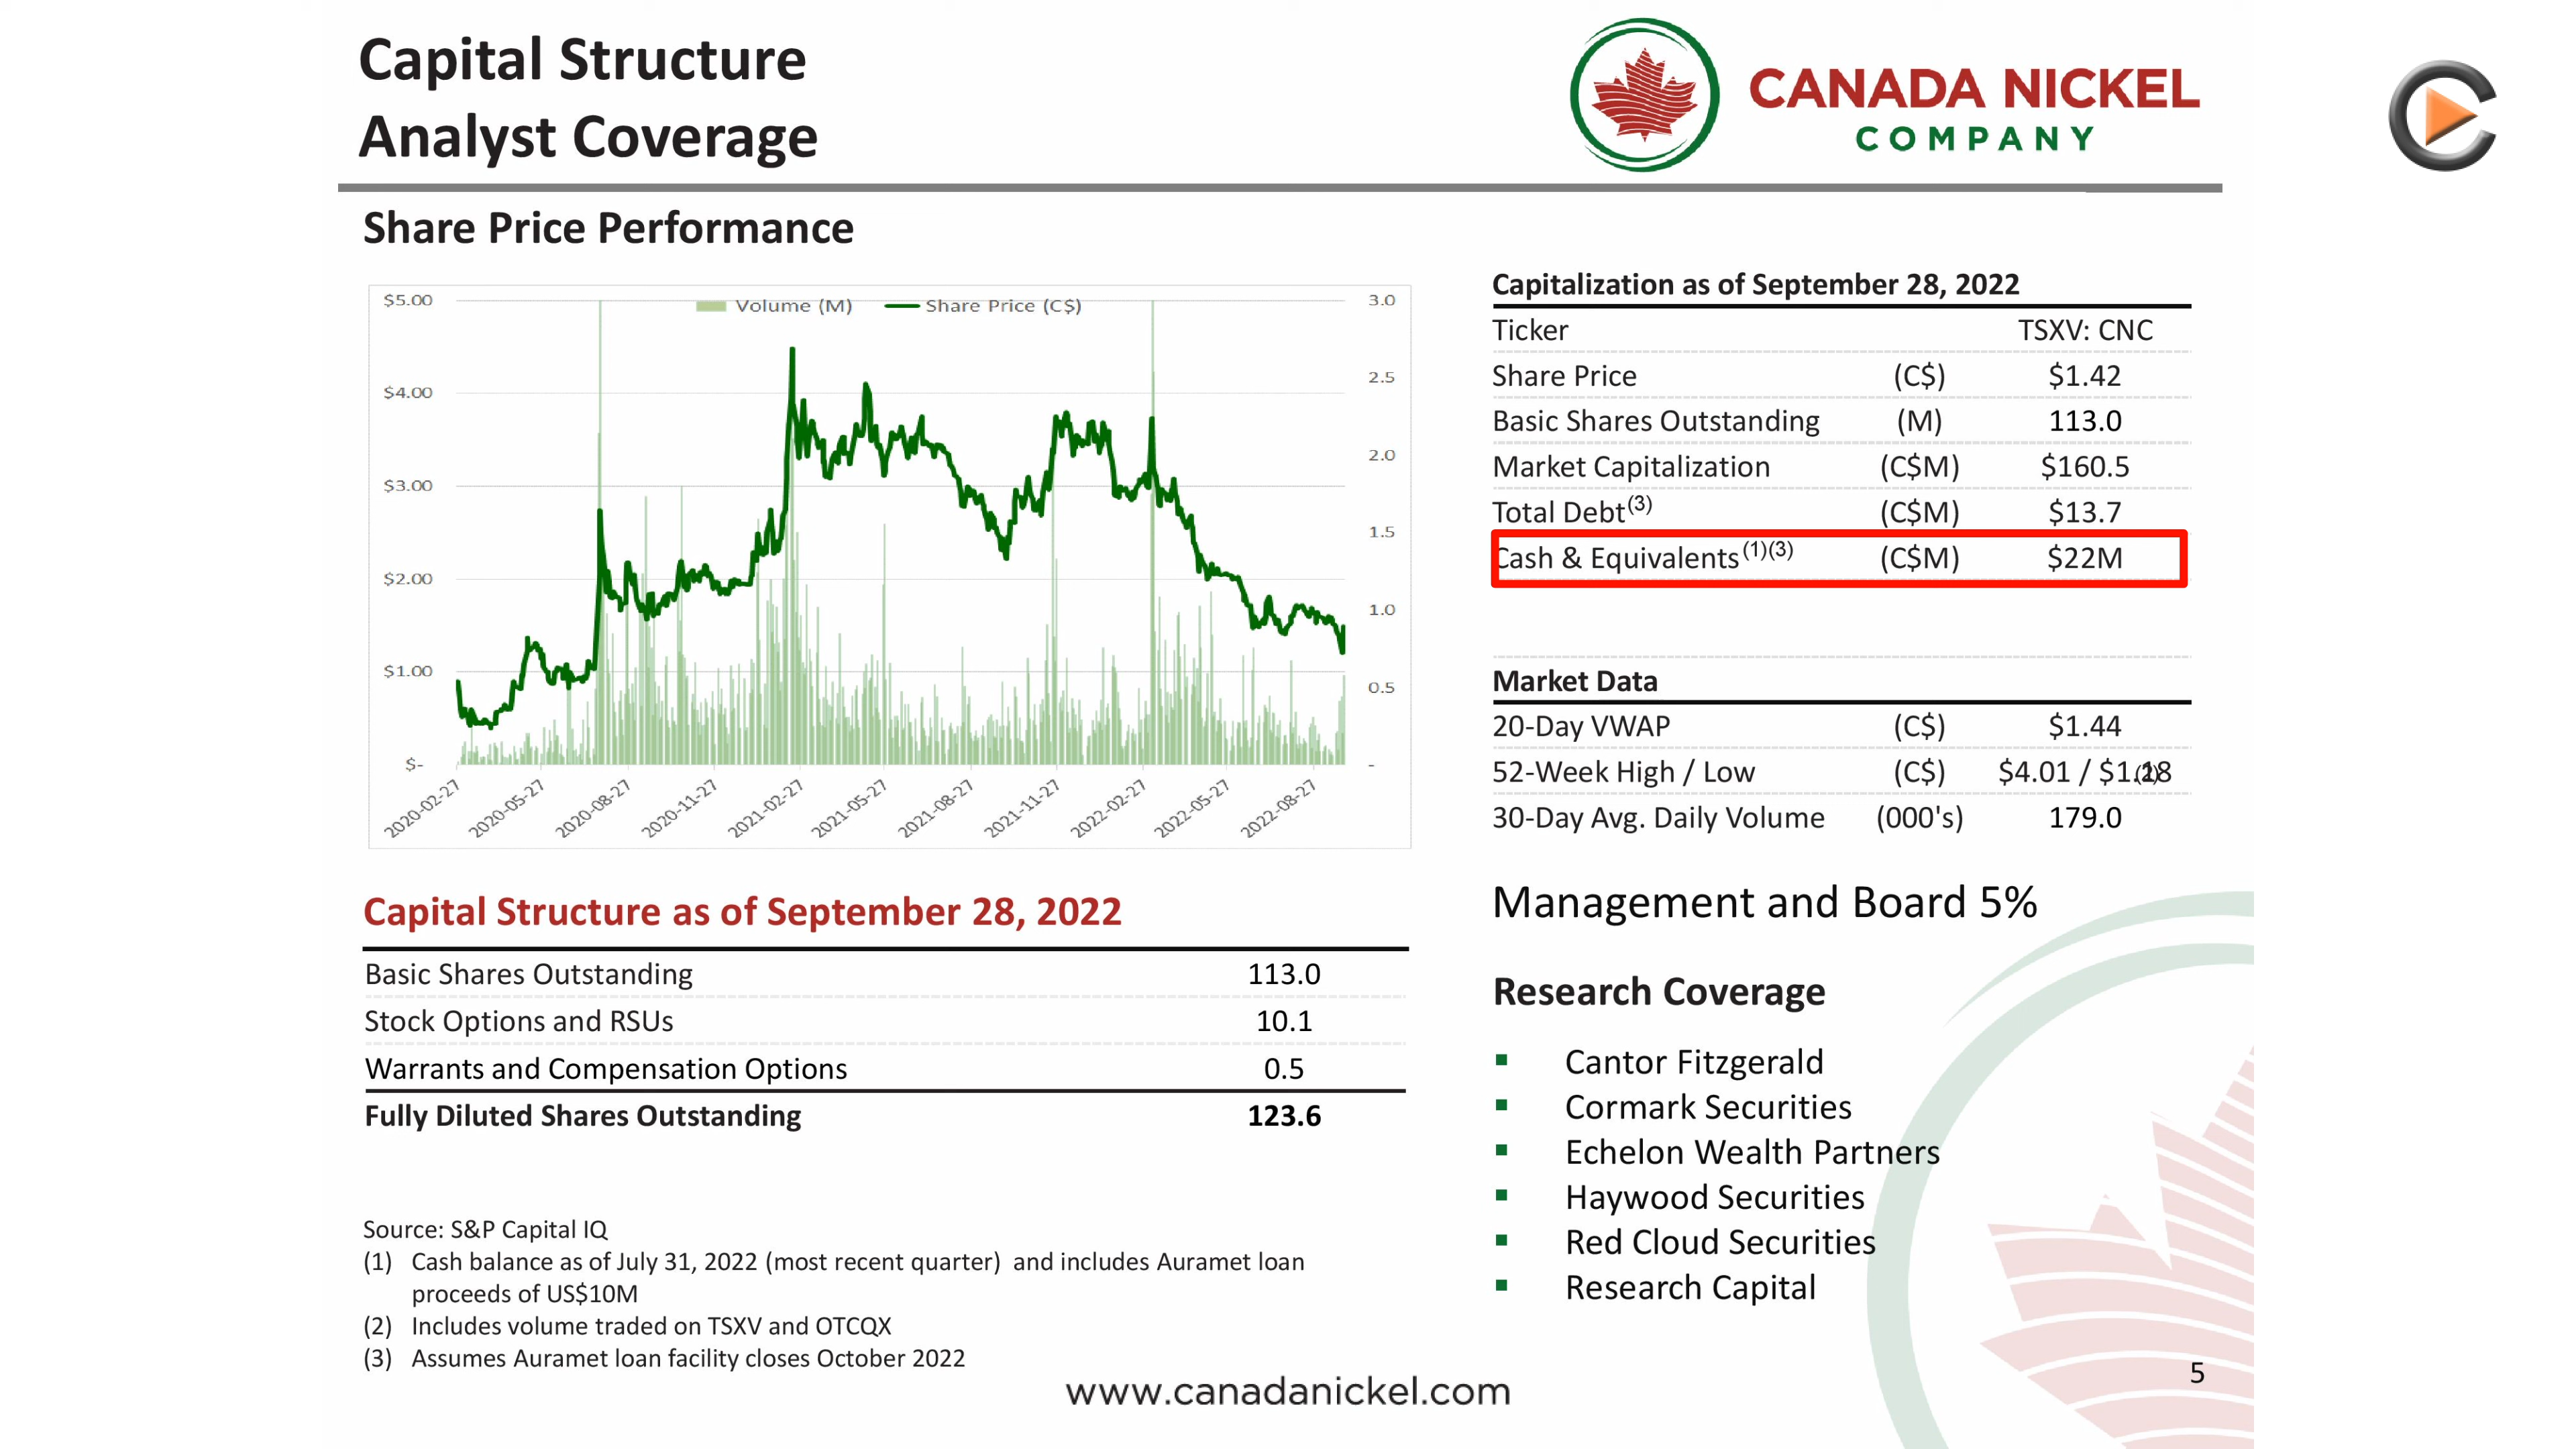 Capital Structure
Analyst Coverage
CANADA NICKEL
COMPANY
Share Price Performance
Volume (M) Share Price (C$)
$5.00
$4.00
$3.00
$2.00
$1.00
$-
3.0
2.5
2.0
1.5
1.0
0.5
-
2020-02-27 2020-05-27 2020-08-27 2020-11-27 2021-02-27 2021-05-27 2021-08-27 2021-11-27 2022-02-27 2022-05-27 2022-08-27
Capitalization as of September 28, 2022
Ticker TSXV: CNC
Share Price (C$) $1.42
Basic Shares Outstanding (M) 113.0
Market Capitalization (C$M) $160.5
Total Debt(3) (C$M) $13.7
Cash & Equivalents(1)(3) (C$M) $22M
Market Data
20-Day VWAP (C$) $1.44
52-Week High / Low (C$) $4.01 /
30-Day Avg. Daily Volume (000's) 179.0
Capital Structure as of September 28, 2022
Basic Shares Outstanding 113.0
Stock Options and RSUs 10.1
Warrants and Compensation Options 0.5
Fully Diluted Shares Outstanding 123.6
Source: S&P Capital IQ
(1) Cash balance as of July 31, 2022 (most recent quarter) and includes Auramet loan
proceeds of US$10M
(2) Includes volume traded on TSXV and OTCQX
(3) Assumes Auramet loan facility closes October 2022
Management and Board 5%
Research Coverage
▪ Cantor Fitzgerald
▪ Cormark Securities
▪ Echelon Wealth Partners
▪ Haywood Securities
▪ Red Cloud Securities
▪ Research Capital
www.canadanickel.com
5